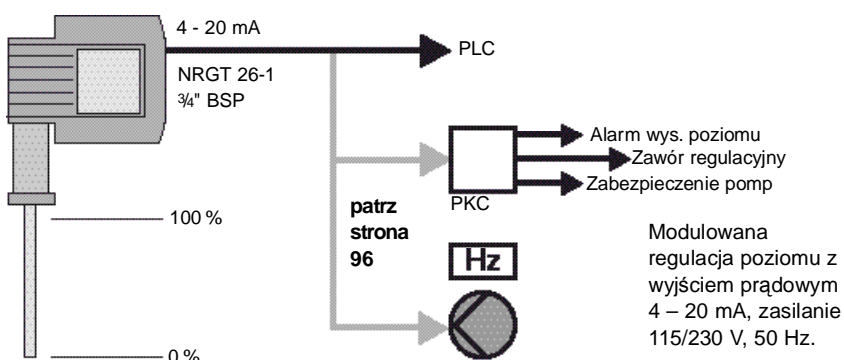 4 - 20 mA
PLC
NRGT 26-1
¾" BSP
Alarm wys. poziomu
Zawór regulacyjny
Zabezpieczenie pomp
PKC
100 %
patrz
strona
96
Hz
Modulowana
regulacja poziomu z
wyjściem prądowym
4 – 20 mA, zasilanie
115/230 V, 50 Hz.
0 %